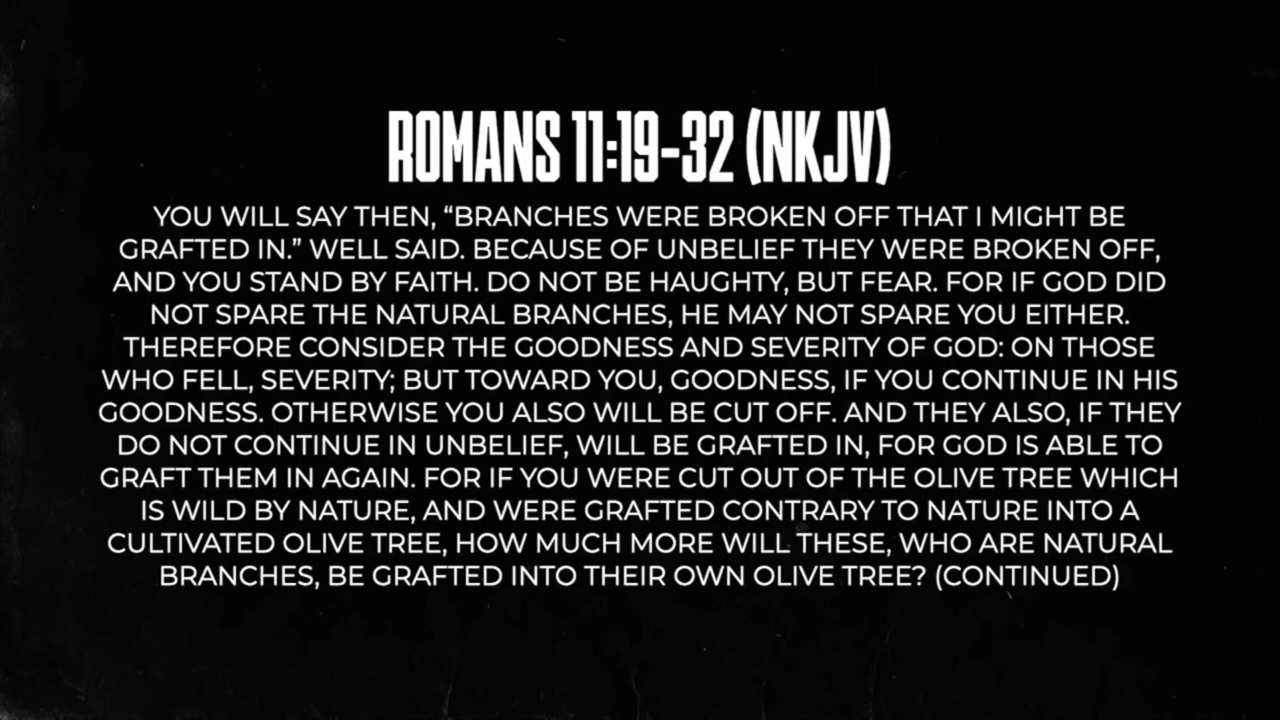 ROMANS 11:19-32 (NKJV)
YOU WILL SAY THEN, “BRANCHES WERE BROKEN OFF THAT I MIGHT BE
GRAFTED IN.” WELL SAID. BECAUSE OF UNBELIEF THEY WERE BROKEN OFF,
AND YOU STAND BY FAITH. DO NOT BE HAUGHTY, BUT FEAR. FOR IF GOD DID
NOT SPARE THE NATURAL BRANCHES, HE MAY NOT SPARE YOU EITHER.
THEREFORE CONSIDER THE GOODNESS AND SEVERITY OF GOD: ON THOSE
WHO FELL, SEVERITY; BUT TOWARD YOU, GOODNESS, IF YOU CONTINUE IN HIS
GOODNESS. OTHERWISE YOU ALSO WILL BE CUT OFF. AND THEY ALSO, IF THEY
DO NOT CONTINUE IN UNBELIEF, WILL BE GRAFTED IN, FOR GOD IS ABLE TO
GRAFT THEM IN AGAIN. FOR IF YOU WERE CUT OUT OF THE OLIVE TREE WHICH
IS WILD BY NATURE, AND WERE GRAFTED CONTRARY TO NATURE INTO A
CULTIVATED OLIVE TREE, HOW MUCH MORE WILL THESE, WHO ARE NATURAL
BRANCHES, BE GRAFTED INTO THEIR OWN OLIVE TREE? (CONTINUED)